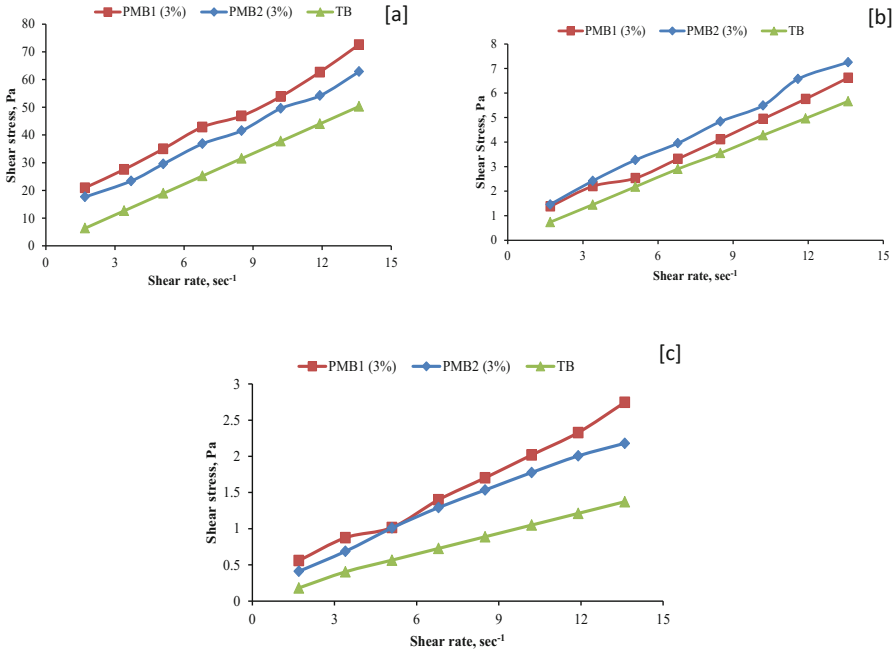 PMB1 (3%) PMB2 (3%) TB
[a]
Shear stress, Pa
80
70
60
50
40
30
20
10
0
0 3 6 9 12 15
Shear rate, sec⁻¹
[b]
PMB1 (3%) PMB2 (3%) TB
Shear Stress, Pa
8
7
6
5
4
3
2
1
0
0 3 6 9 12 15
Shear rate, sec⁻¹
[c]
PMB1 (3%) PMB2 (3%) TB
Shear stress, Pa
3
2.5
2
1.5
1
0.5
0
0 3 6 9 12 15
Shear rate, sec⁻¹